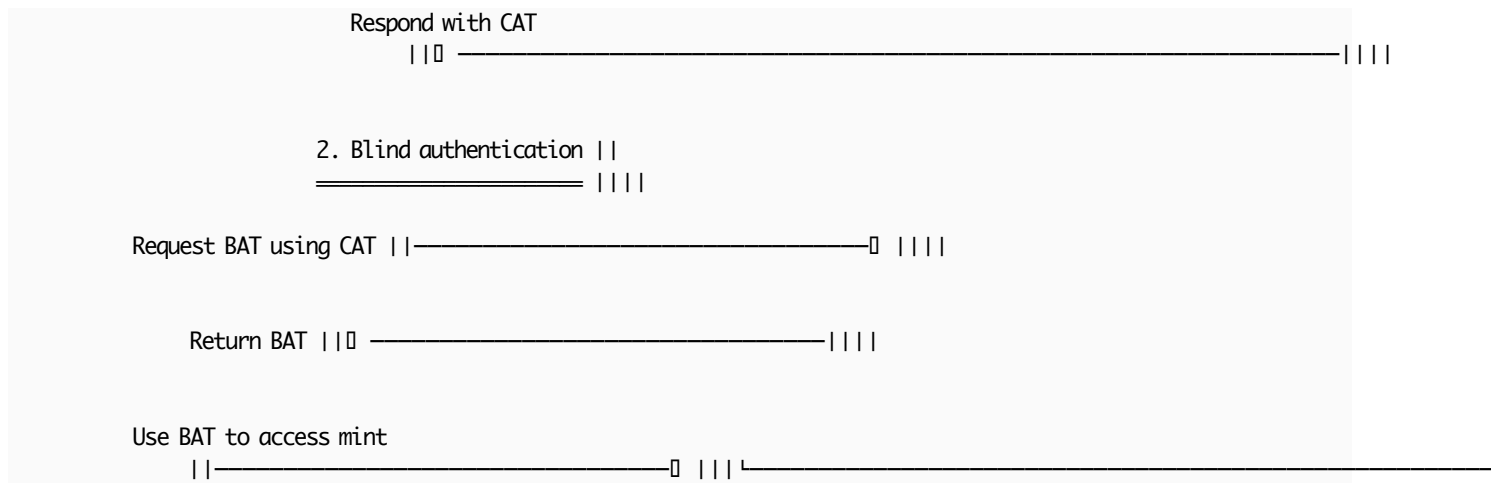 Respond with CAT
||▯ ────────────────────────────────────────────────────────────────||||
2. Blind authentication ||
═══════════════════ ||||
Request BAT using CAT ||─────────────────────────────────▯ ||||
Return BAT ||▯ ─────────────────────────────────||||
Use BAT to access mint
||─────────────────────────────────▯ |||└──────────────────────────────────────────────────────